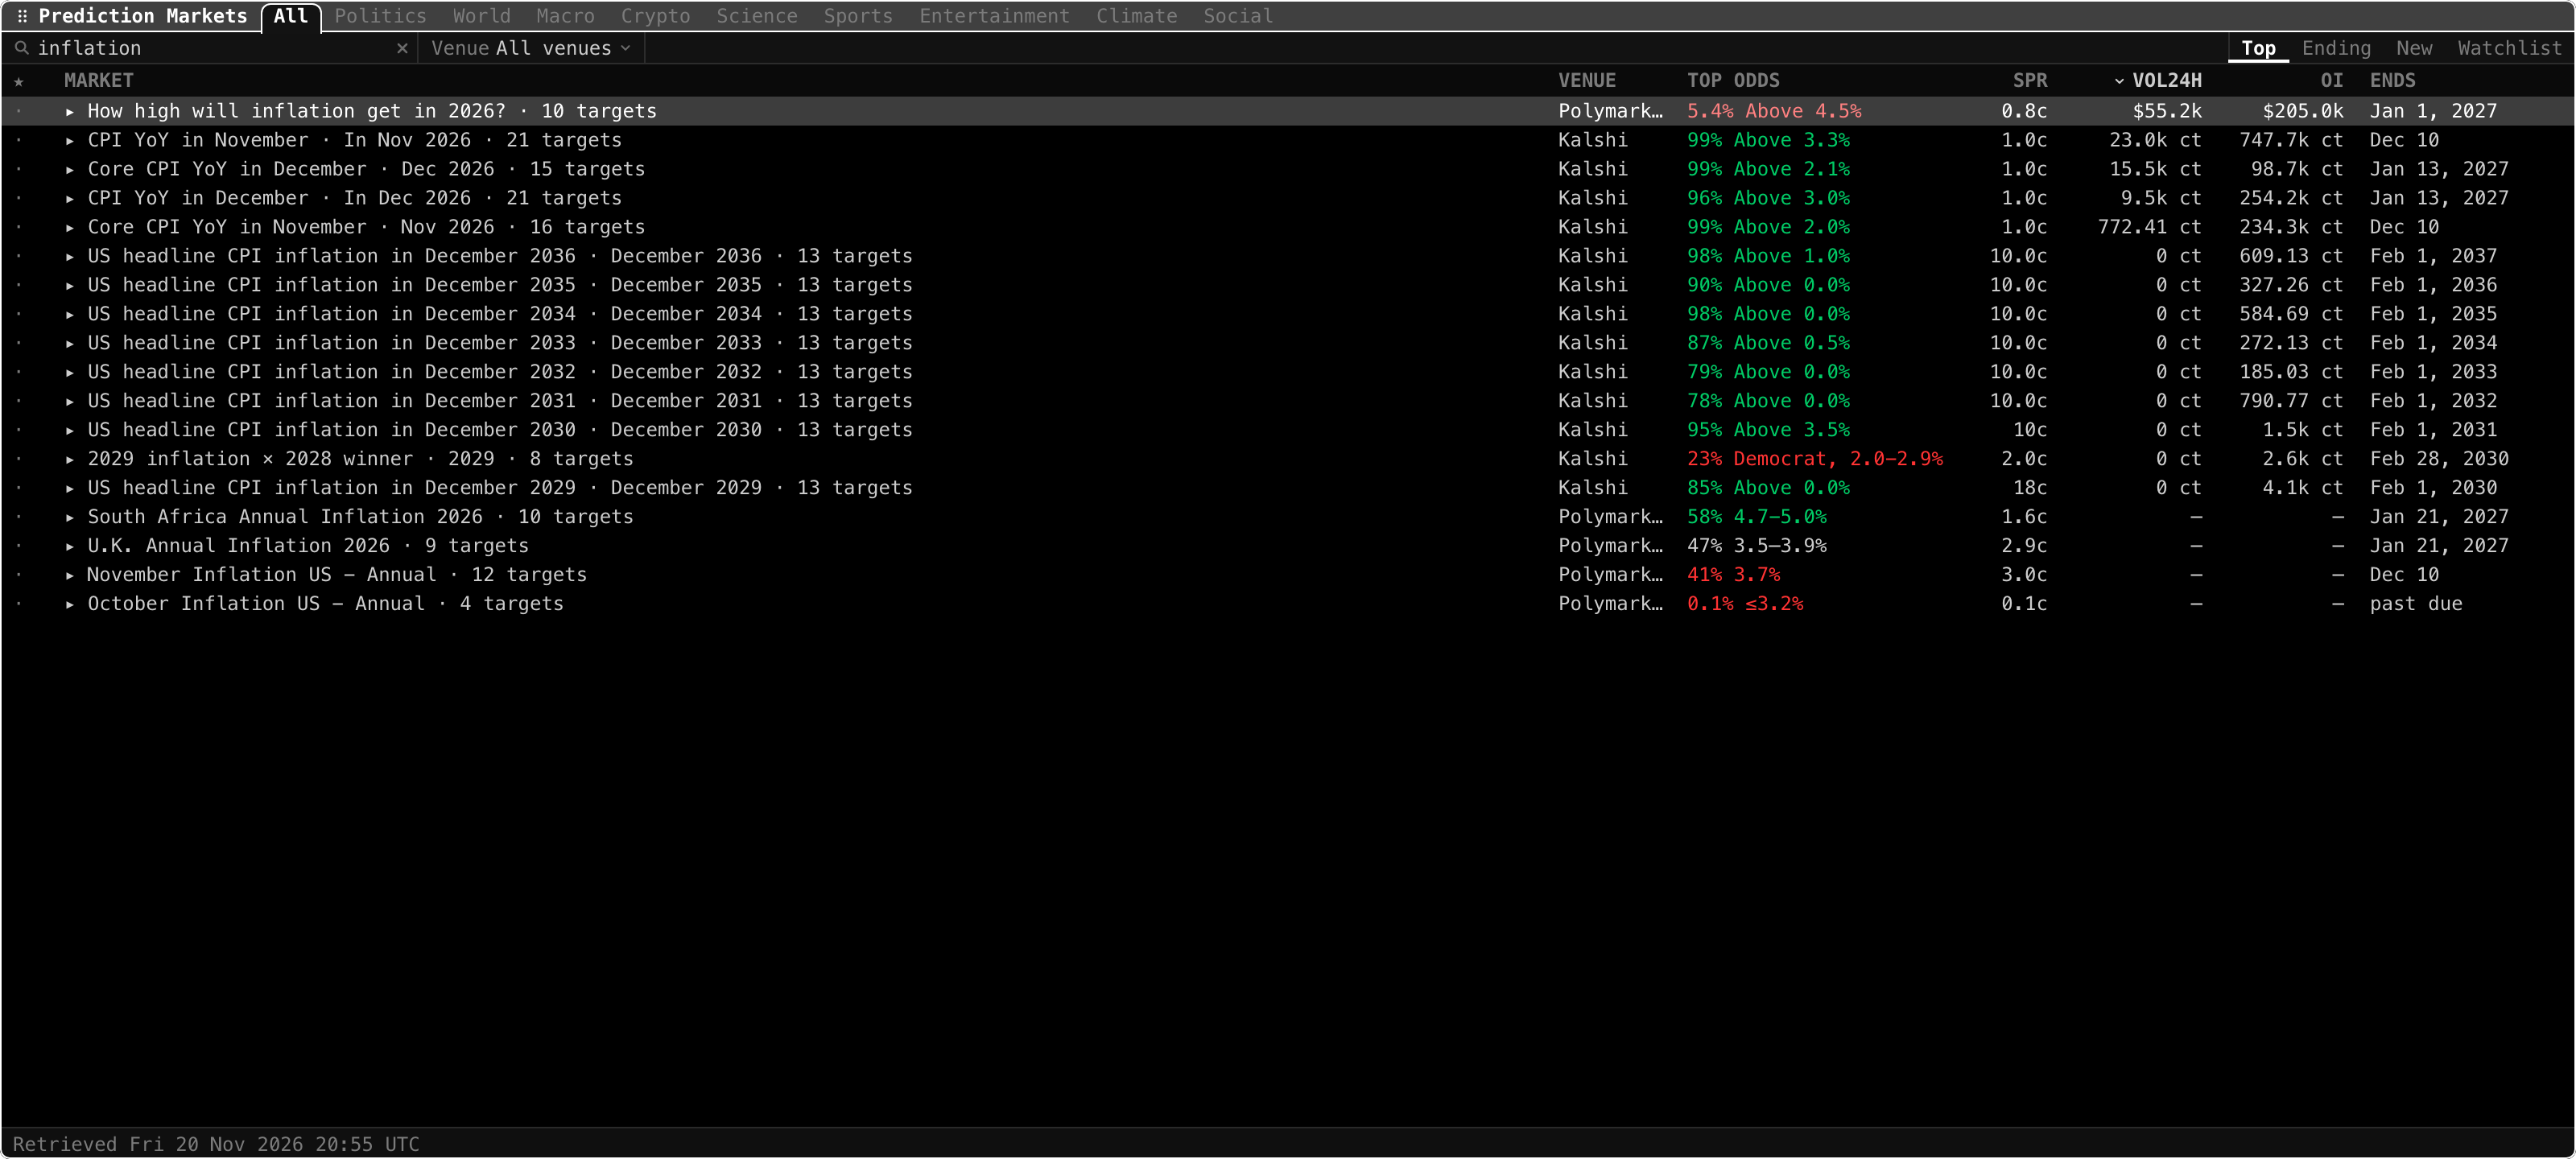 Prediction Markets All Politics World Macro Crypto Science Sports Entertainment Climate Social
inflation × Venue All venues Top Ending New Watchlist
★ MARKET VENUE TOP ODDS SPR VOL24H OI ENDS
· ▸ How high will inflation get in 2026? · 10 targets Polymark… 5.4% Above 4.5% 0.8c $55.2k $205.0k Jan 1, 2027
· ▸ CPI YoY in November · In Nov 2026 · 21 targets Kalshi 99% Above 3.3% 1.0c 23.0k ct 747.7k ct Dec 10
· ▸ Core CPI YoY in December · Dec 2026 · 15 targets Kalshi 99% Above 2.1% 1.0c 15.5k ct 98.7k ct Jan 13, 2027
· ▸ CPI YoY in December · In Dec 2026 · 21 targets Kalshi 96% Above 3.0% 1.0c 9.5k ct 254.2k ct Jan 13, 2027
· ▸ Core CPI YoY in November · Nov 2026 · 16 targets Kalshi 99% Above 2.0% 1.0c 772.41 ct 234.3k ct Dec 10
· ▸ US headline CPI inflation in December 2036 · December 2036 · 13 targets Kalshi 98% Above 1.0% 10.0c 0 ct 609.13 ct Feb 1, 2037
· ▸ US headline CPI inflation in December 2035 · December 2035 · 13 targets Kalshi 90% Above 0.0% 10.0c 0 ct 327.26 ct Feb 1, 2036
· ▸ US headline CPI inflation in December 2034 · December 2034 · 13 targets Kalshi 98% Above 0.0% 10.0c 0 ct 584.69 ct Feb 1, 2035
· ▸ US headline CPI inflation in December 2033 · December 2033 · 13 targets Kalshi 87% Above 0.5% 10.0c 0 ct 272.13 ct Feb 1, 2034
· ▸ US headline CPI inflation in December 2032 · December 2032 · 13 targets Kalshi 79% Above 0.0% 10.0c 0 ct 185.03 ct Feb 1, 2033
· ▸ US headline CPI inflation in December 2031 · December 2031 · 13 targets Kalshi 78% Above 0.0% 10.0c 0 ct 790.77 ct Feb 1, 2032
· ▸ US headline CPI inflation in December 2030 · December 2030 · 13 targets Kalshi 95% Above 3.5% 10c 0 ct 1.5k ct Feb 1, 2031
· ▸ 2029 inflation × 2028 winner · 2029 · 8 targets Kalshi 23% Democrat, 2.0–2.9% 2.0c 0 ct 2.6k ct Feb 28, 2030
· ▸ US headline CPI inflation in December 2029 · December 2029 · 13 targets Kalshi 85% Above 0.0% 18c 0 ct 4.1k ct Feb 1, 2030
· ▸ South Africa Annual Inflation 2026 · 10 targets Polymark… 58% 4.7–5.0% 1.6c — — Jan 21, 2027
· ▸ U.K. Annual Inflation 2026 · 9 targets Polymark… 47% 3.5–3.9% 2.9c — — Jan 21, 2027
· ▸ November Inflation US – Annual · 12 targets Polymark… 41% 3.7% 3.0c — — Dec 10
· ▸ October Inflation US – Annual · 4 targets Polymark… 0.1% ≤3.2% 0.1c — — past due
Retrieved Fri 20 Nov 2026 20:55 UTC